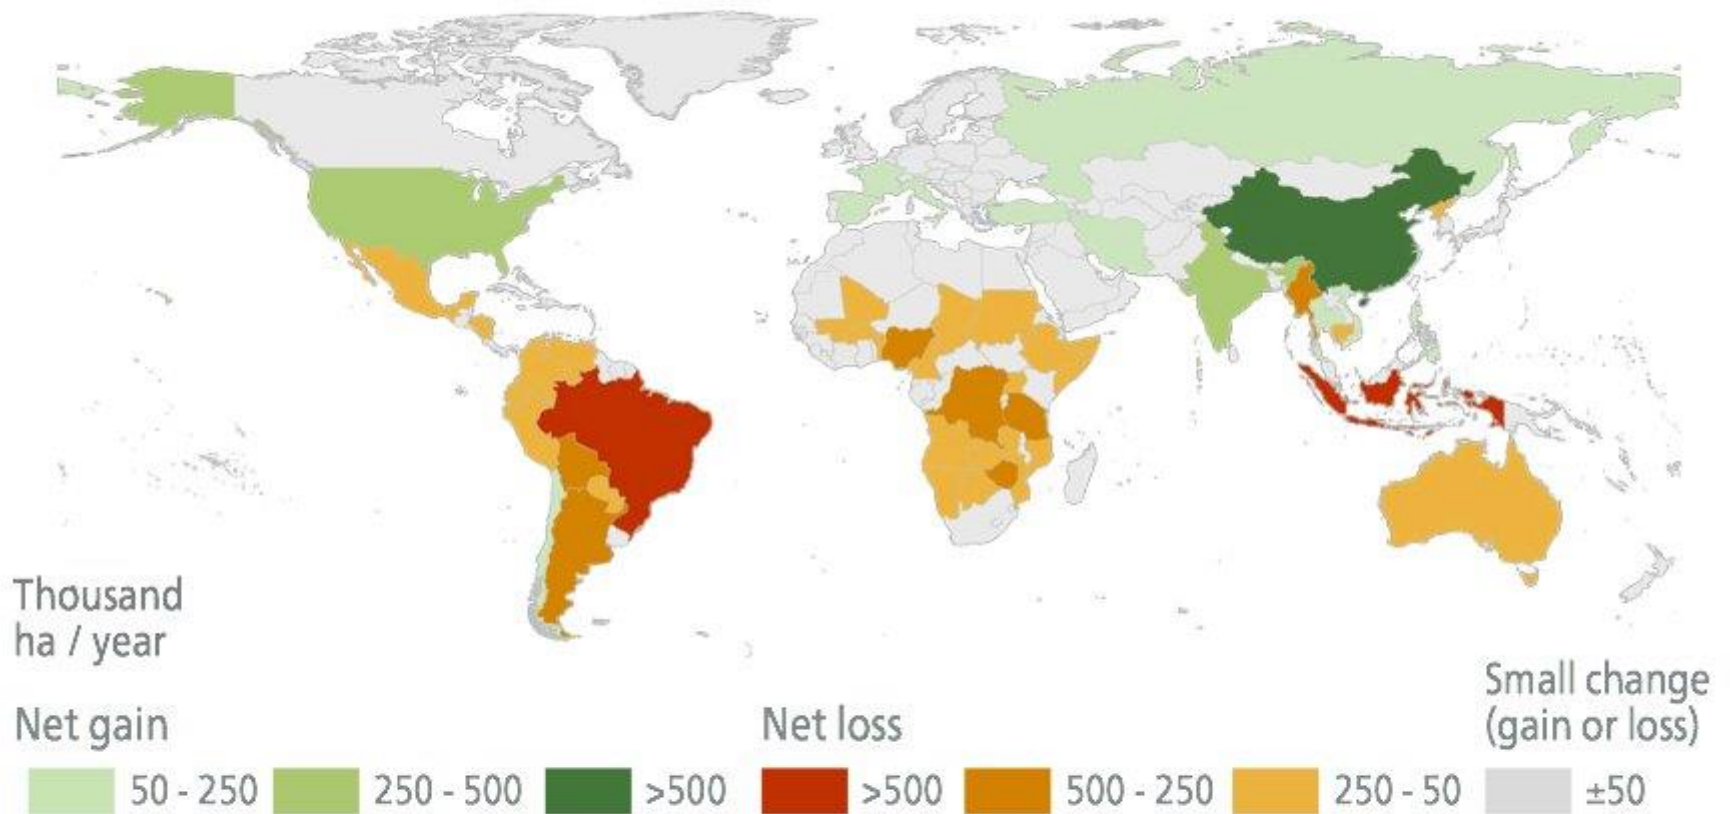 Thousand
ha / year
Net gain
50 - 250
250 - 500
>500
Net loss
>500
500 - 250
250 - 50
Small change
(gain or loss)
±50